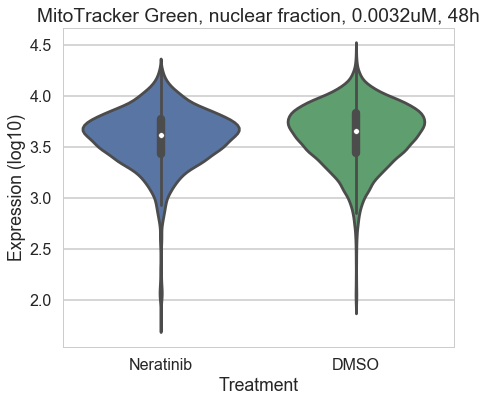 MitoTracker Green, nuclear fraction, 0.0032uM, 48h
4.5
4.0
3.5
3.0
2.5
2.0
Expression (log10)
Neratinib DMSO
Treatment